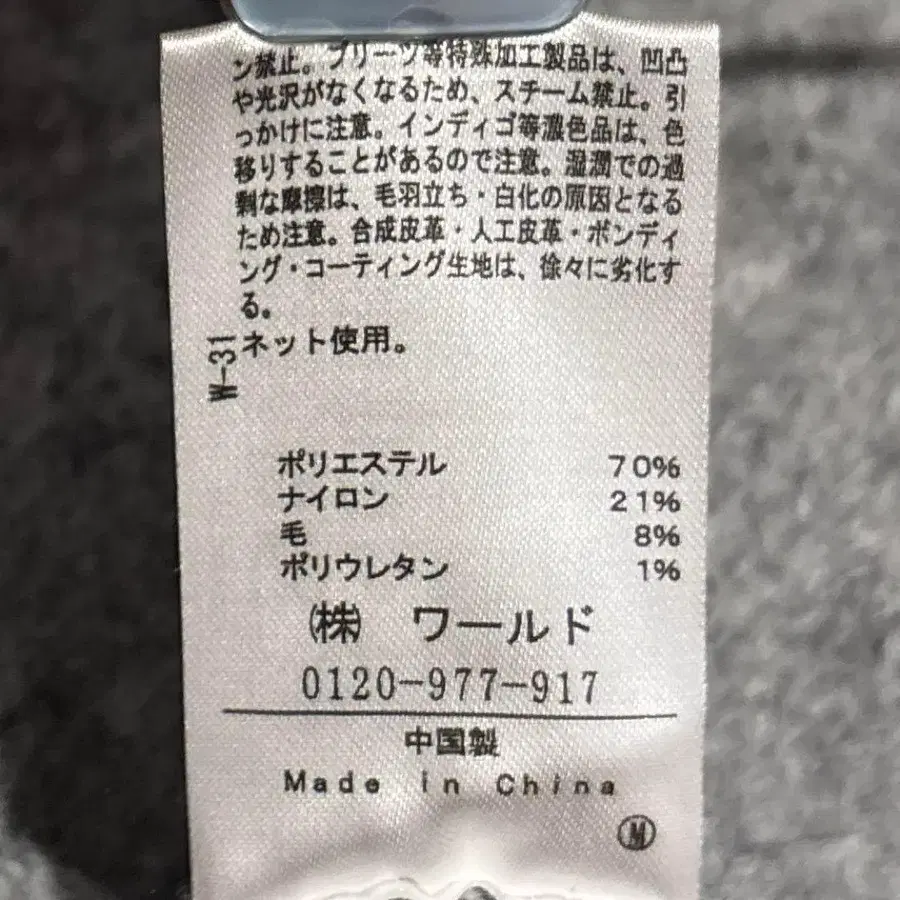 ン禁止。プリーツ等特殊加工製品は、凹凸
や光沢がなくなるため、スチーム禁止。引
っかけに注意。インディゴ等濃色品は、色
移りすることがあるので注意。湿潤での過
剰な摩擦は、毛羽立ち・白化の原因となる
ため注意。合成皮革・人工皮革・ボンディ
ング・コーティング生地は、徐々に劣化す
る。
ネット使用。
W-31
ポリエステル 70%
ナイロン 21%
毛 8%
ポリウレタン 1%
㈱ ワールド
0120-977-917
中国製
Made in China
Ⓜ